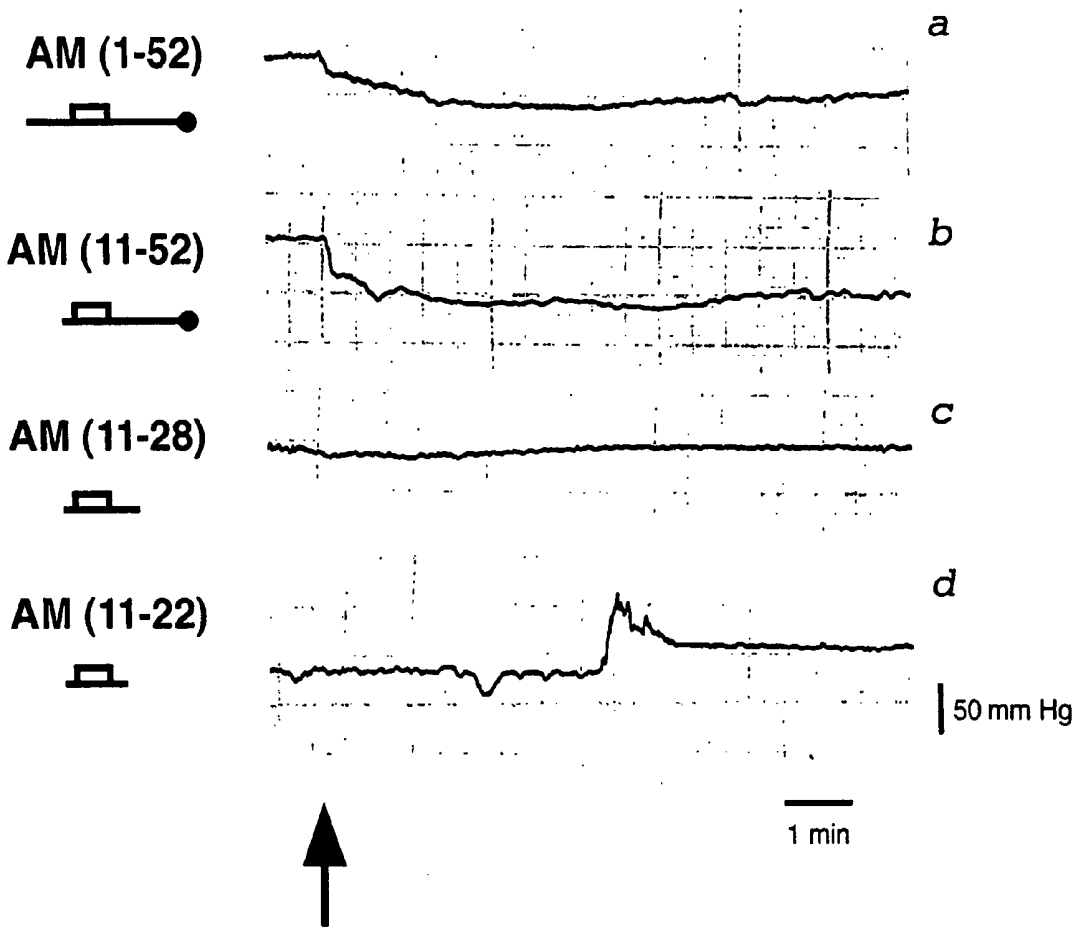 a
AM (1-52)
b
AM (11-52)
c
AM (11-28)
d
AM (11-22)
50 mm Hg
1 min